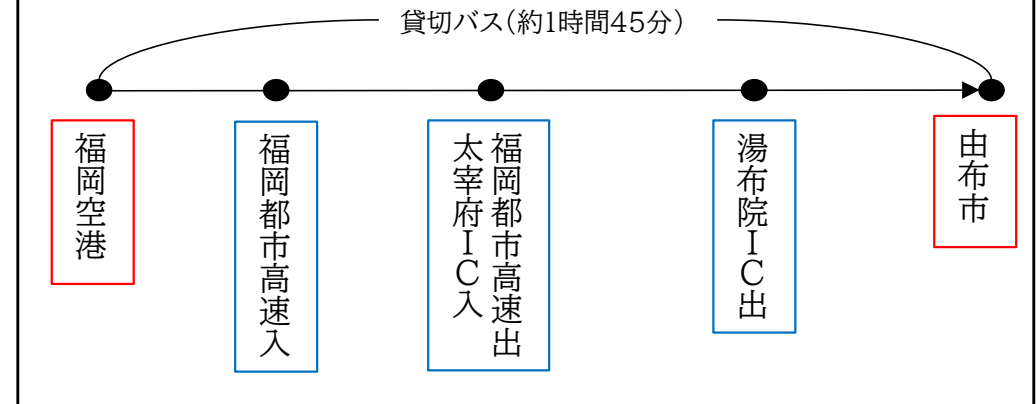 貸切バス(約1時間45分)
福岡空港
福岡都市高速入
福岡都市高速出
太宰府IC入
湯布院IC出
由布市